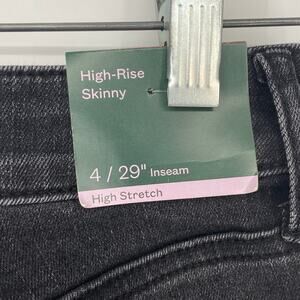 High-Rise
Skinny
4 / 29" Inseam
High Stretch